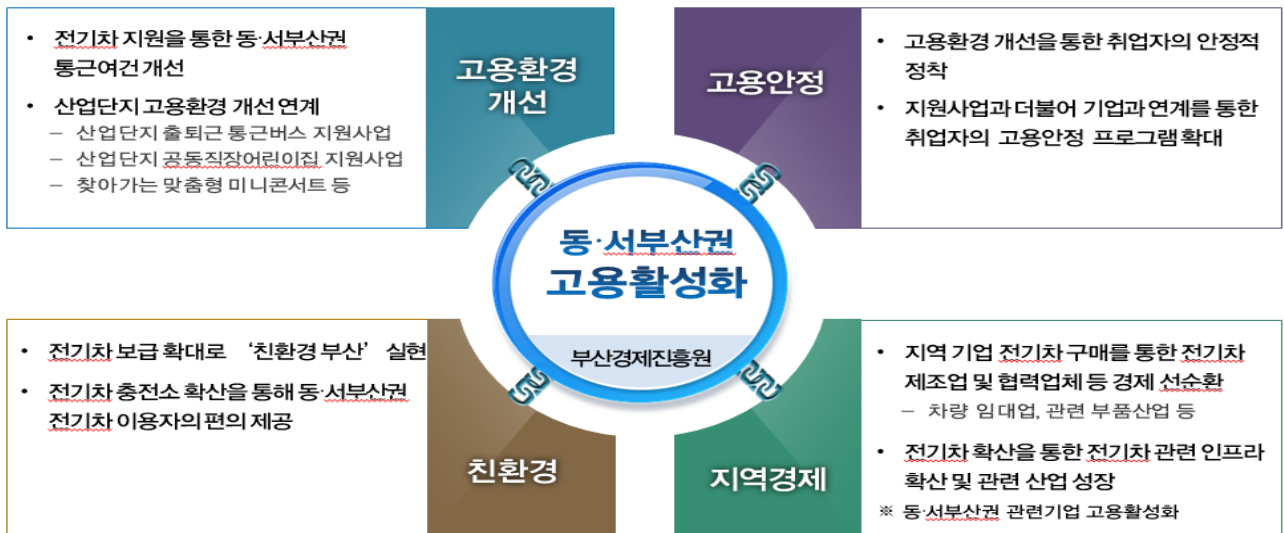 • 전기차 지원을 통한 동·서부산권
통근여건 개선
• 산업단지 고용환경 개선 연계
– 산업단지 출퇴근 통근버스 지원사업
– 산업단지 공동직장어린이집 지원사업
– 찾아가는 맞춤형 미니콘서트 등
고용환경
개선
고용안정
• 고용환경 개선을 통한 취업자의 안정적
정착
• 지원사업과 더불어 기업과 연계를 통한
취업자의 고용안정 프로그램 확대
동·서부산권
고용활성화
부산경제진흥원
• 전기차 보급 확대로 ‘친환경 부산’ 실현
• 전기차 충전소 확산을 통해 동·서부산권
전기차 이용자의 편의 제공
친환경
지역경제
• 지역 기업 전기차 구매를 통한 전기차
제조업 및 협력업체 등 경제 선순환
– 차량 임대업, 관련 부품산업 등
• 전기차 확산을 통한 전기차 관련 인프라
확산 및 관련 산업 성장
※ 동·서부산권 관련기업 고용활성화